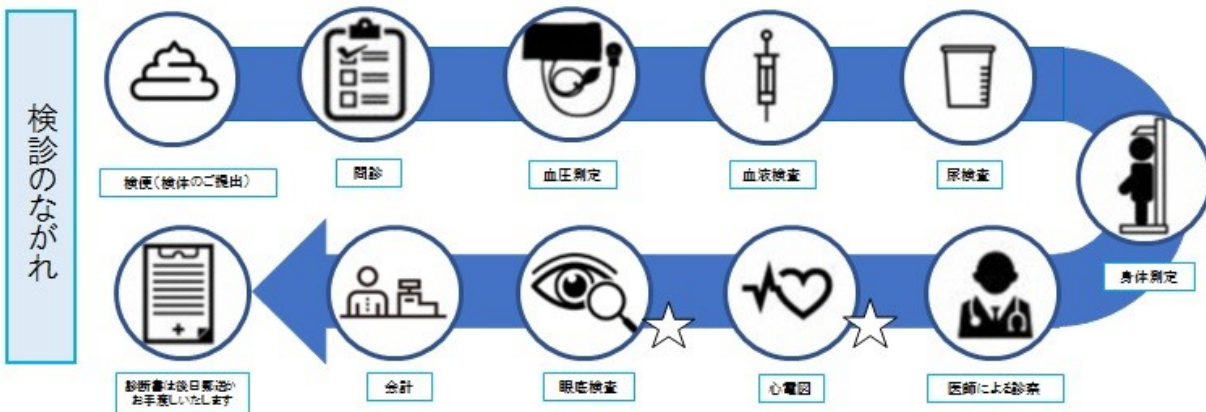 検診のながれ
検便(検体のご提出)
問診
血圧測定
血液検査
尿検査
身体測定
医師による診察
心電図
眼底検査
会計
診断書は後日郵送か
お手渡しいたします